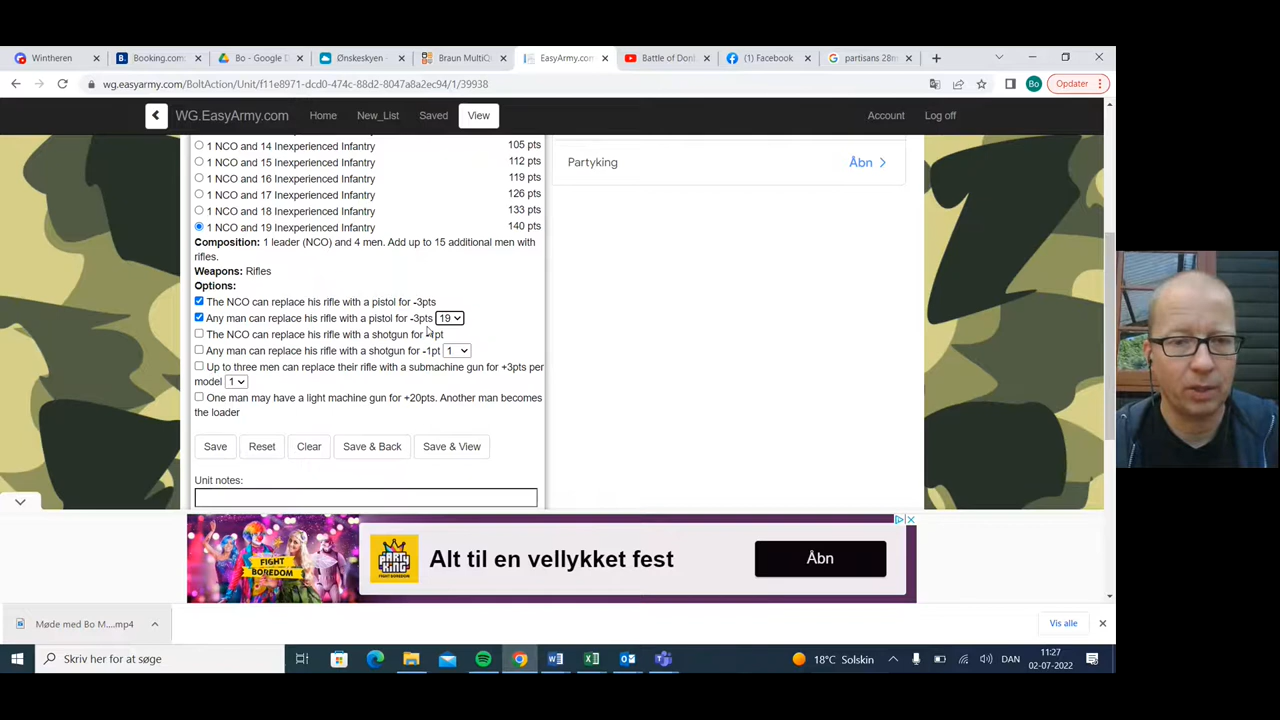 Wintheren
Booking.com:
Bo - Google D
Ønskeskyen -
Braun MultiQ
EasyArmy.com
Battle of Donb
(1) Facebook
partisans 28m
wg.easyarmy.com/BoltAction/Unit/f11e8971-dcd0-474c-88d2-8047a8a2ec94/1/39938
Bo
Opdater
WG.EasyArmy.com Home New_List Saved View Account Log off
1 NCO and 14 Inexperienced Infantry 105 pts
1 NCO and 15 Inexperienced Infantry 112 pts
1 NCO and 16 Inexperienced Infantry 119 pts
1 NCO and 17 Inexperienced Infantry 126 pts
1 NCO and 18 Inexperienced Infantry 133 pts
1 NCO and 19 Inexperienced Infantry 140 pts
Composition: 1 leader (NCO) and 4 men. Add up to 15 additional men with
rifles.
Weapons: Rifles
Options:
The NCO can replace his rifle with a pistol for -3pts
Any man can replace his rifle with a pistol for -3pts 19
The NCO can replace his rifle with a shotgun for -1pt
Any man can replace his rifle with a shotgun for -1pt 1
Up to three men can replace their rifle with a submachine gun for +3pts per
model 1
One man may have a light machine gun for +20pts. Another man becomes
the loader
Save Reset Clear Save & Back Save & View
Unit notes:
Partyking Åbn
FIGHT
BOREDOM
PARTY
KING
Alt til en vellykket fest
Åbn
Møde med Bo M....mp4
Vis alle
Skriv her for at søge
18°C Solskin
DAN
11:27
02-07-2022